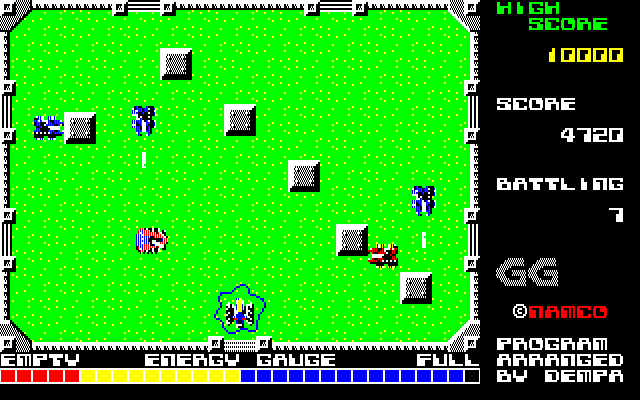 HIGH
SCORE
10000
SCORE
4720
BATTLING
7
GG
©NAMCO
PROGRAM
ARRANGED
BY DEMPA
EMPTY ENERGY GAUGE FULL